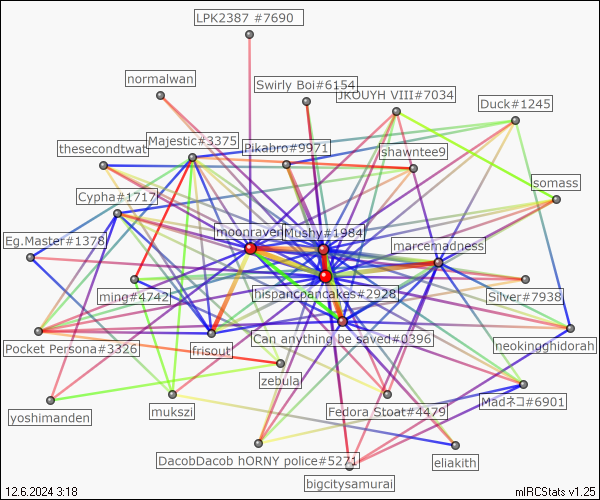 LPK2387 #7690
normalwan
Swirly Boi#6154
JKOUYH VIII#7034
Duck#1245
thesecondtwat
Majestic#3375
Pikabro#9971
shawntee9
somass
Cypha#1717
Eg.Master#1378
moonraven
Mushy#1984
marcemadness
ming#4742
hispancpancakes#2928
Silver#7938
Pocket Persona#3326
frisout
Can anything be saved#0396
neokingghidorah
zebula
yoshimanden
mukszi
Fedora Stoat#4479
Madネコ#6901
DacobDacob hORNY police#5271
eliakith
bigcitysamurai
12.6.2024 3:18
mIRCStats v1.25